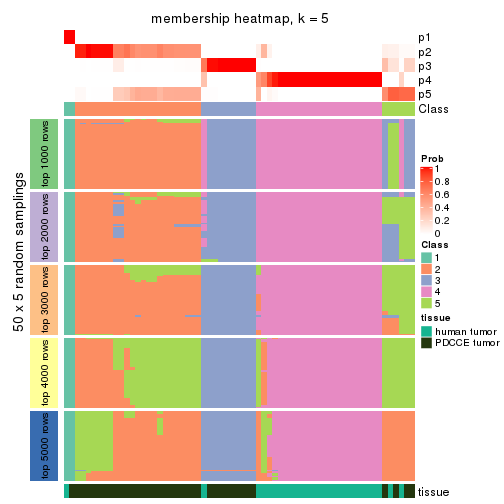 membership heatmap, k = 5
p1
p2
p3
p4
p5
Class
50 x 5 random samplings
top 1000 rows
top 2000 rows
top 3000 rows
top 4000 rows
top 5000 rows
tissue
Prob
1
0.8
0.6
0.4
0.2
0
Class
1
2
3
4
5
tissue
human tumor
PDCCE tumor